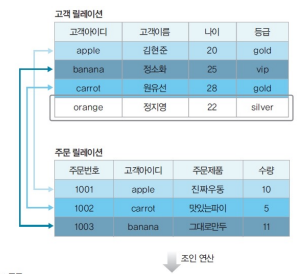 고객 릴레이션
고객아이디 고객이름 나이 등급
apple 김현준 20 gold
banana 정소화 25 vip
carrot 원유선 28 gold
orange 정지영 22 silver
주문 릴레이션
주문번호 고객아이디 주문제품 수량
1001 apple 진짜우동 10
1002 carrot 맛있는파이 5
1003 banana 그대로만두 11
조인 연산